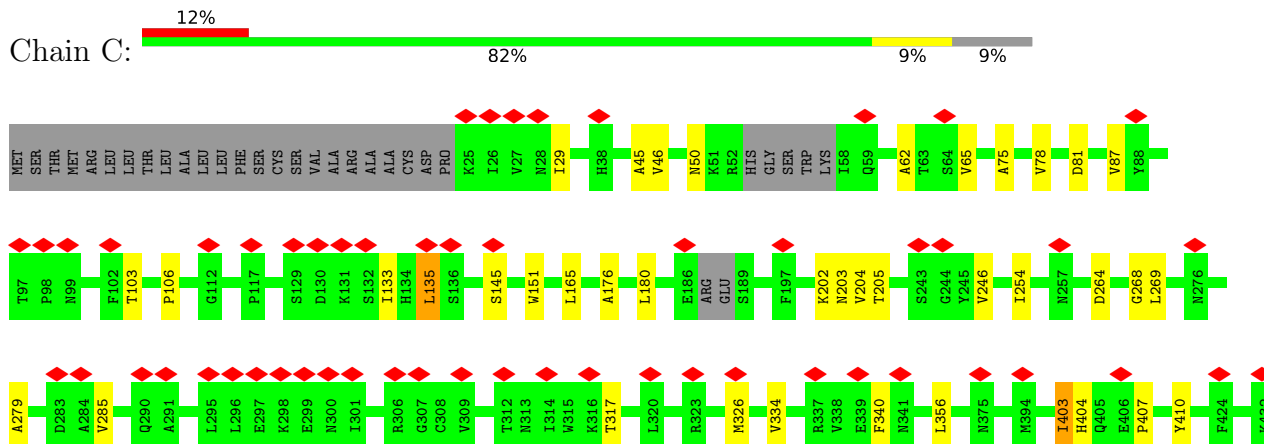 12%
Chain C:
82% 9% 9%
MET SER THR MET ARG LEU LEU THR LEU ALA LEU LEU PHE SER CYS SER VAL ALA ARG ALA ALA CYS ASP PRO K25 I26 V27 N28 I29 H38 A45 V46 N50 K51 R52 HIS GLY SER TRP LYS I58 Q59 A62 T63 S64 V65 A75 V78 D81 V87 Y88
T97 P98 N99 F102 T103 P106 G112 P117 S129 D130 K131 S132 I133 H134 L135 S136 S145 W151 L165 A176 L180 E186 ARG GLU S189 F197 K202 N203 V204 T205 S243 G244 Y245 V246 I254 N257 D264 G268 L269 N276
A279 D283 A284 V285 Q290 A291 L295 L296 E297 K298 E299 N300 I301 R306 G307 C308 V309 T312 N313 I314 W315 K316 T317 L320 R323 M326 V334 R337 V338 E339 F340 N341 L356 N375 M394 I403 H404 Q405 E406 P407 Y410 F424